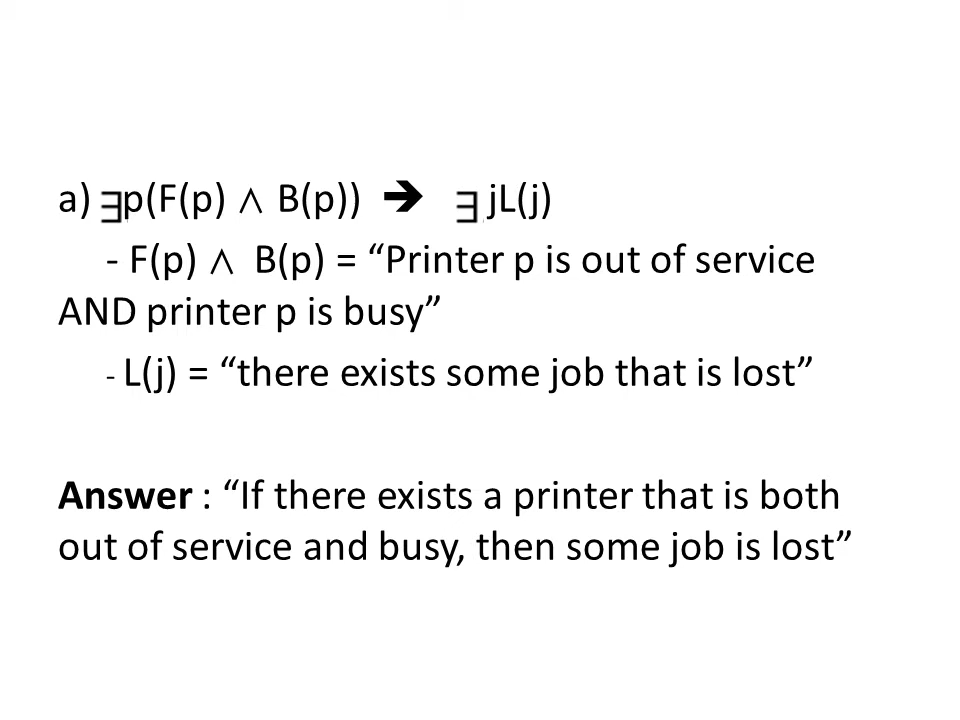 a) ∃p(F(p) ∧ B(p)) ➔ ∃ jL(j)
- F(p) ∧ B(p) = “Printer p is out of service
AND printer p is busy”
- L(j) = “there exists some job that is lost”
Answer : “If there exists a printer that is both
out of service and busy, then some job is lost”